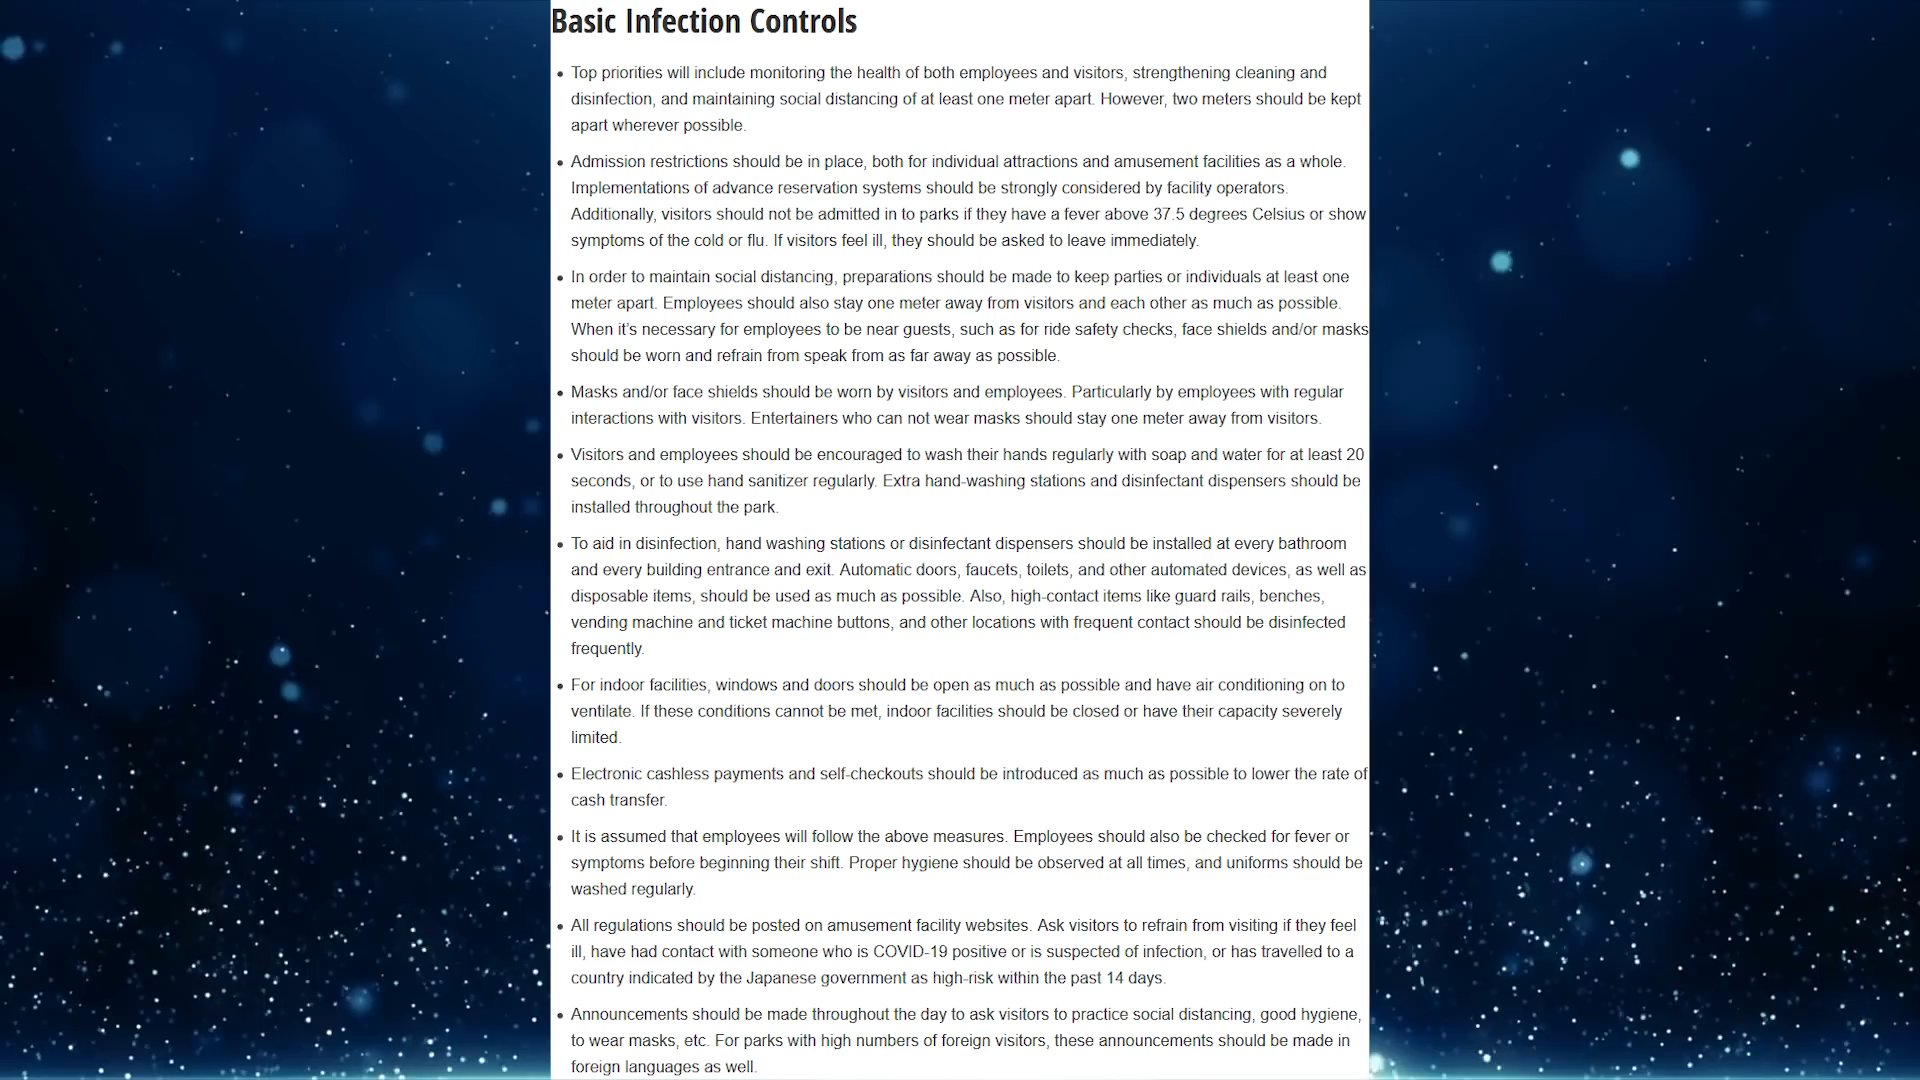 Basic Infection Controls
• Top priorities will include monitoring the health of both employees and visitors, strengthening cleaning and
disinfection, and maintaining social distancing of at least one meter apart. However, two meters should be kept
apart wherever possible.
• Admission restrictions should be in place, both for individual attractions and amusement facilities as a whole.
Implementations of advance reservation systems should be strongly considered by facility operators.
Additionally, visitors should not be admitted in to parks if they have a fever above 37.5 degrees Celsius or show
symptoms of the cold or flu. If visitors feel ill, they should be asked to leave immediately.
• In order to maintain social distancing, preparations should be made to keep parties or individuals at least one
meter apart. Employees should also stay one meter away from visitors and each other as much as possible.
When it’s necessary for employees to be near guests, such as for ride safety checks, face shields and/or masks
should be worn and refrain from speak from as far away as possible.
• Masks and/or face shields should be worn by visitors and employees. Particularly by employees with regular
interactions with visitors. Entertainers who can not wear masks should stay one meter away from visitors.
• Visitors and employees should be encouraged to wash their hands regularly with soap and water for at least 20
seconds, or to use hand sanitizer regularly. Extra hand-washing stations and disinfectant dispensers should be
installed throughout the park.
• To aid in disinfection, hand washing stations or disinfectant dispensers should be installed at every bathroom
and every building entrance and exit. Automatic doors, faucets, toilets, and other automated devices, as well as
disposable items, should be used as much as possible. Also, high-contact items like guard rails, benches,
vending machine and ticket machine buttons, and other locations with frequent contact should be disinfected
frequently.
• For indoor facilities, windows and doors should be open as much as possible and have air conditioning on to
ventilate. If these conditions cannot be met, indoor facilities should be closed or have their capacity severely
limited.
• Electronic cashless payments and self-checkouts should be introduced as much as possible to lower the rate of
cash transfer.
• It is assumed that employees will follow the above measures. Employees should also be checked for fever or
symptoms before beginning their shift. Proper hygiene should be observed at all times, and uniforms should be
washed regularly.
• All regulations should be posted on amusement facility websites. Ask visitors to refrain from visiting if they feel
ill, have had contact with someone who is COVID-19 positive or is suspected of infection, or has travelled to a
country indicated by the Japanese government as high-risk within the past 14 days.
• Announcements should be made throughout the day to ask visitors to practice social distancing, good hygiene,
to wear masks, etc. For parks with high numbers of foreign visitors, these announcements should be made in
foreign languages as well.